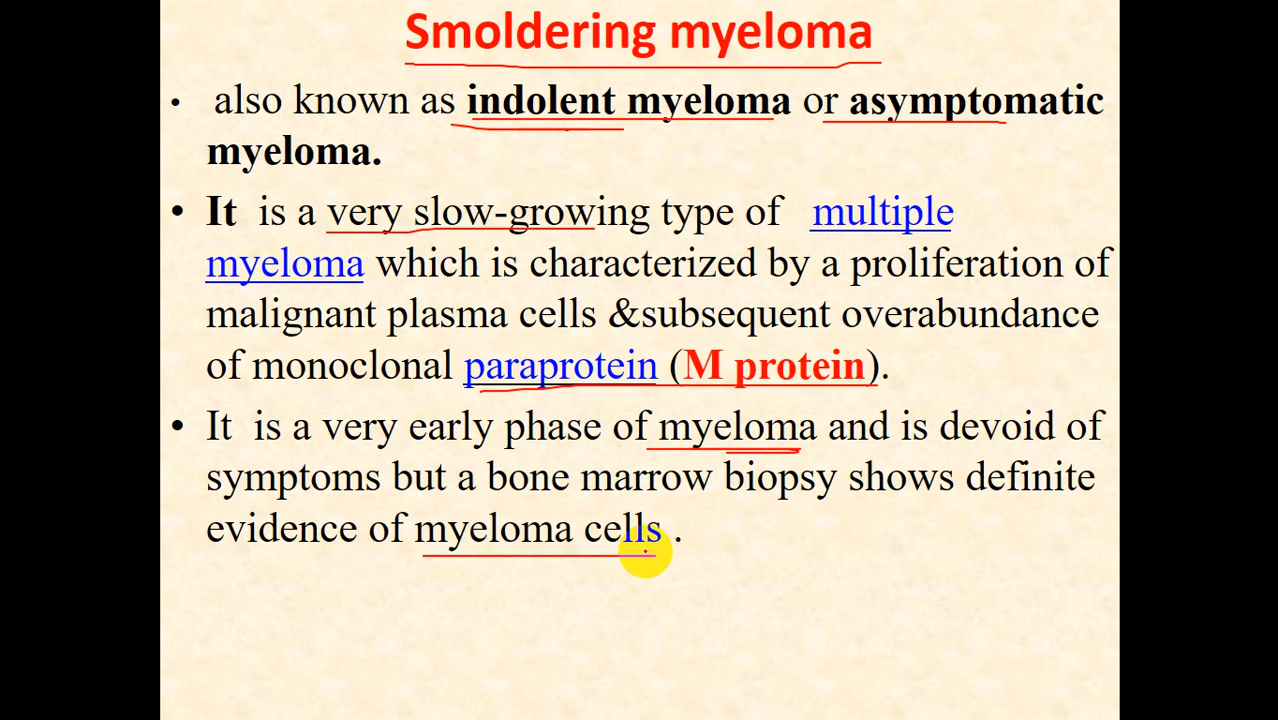 Smoldering myeloma
• also known as indolent myeloma or asymptomatic
myeloma.
• It is a very slow-growing type of multiple
myeloma which is characterized by a proliferation of
malignant plasma cells &subsequent overabundance
of monoclonal paraprotein (M protein).
• It is a very early phase of myeloma and is devoid of
symptoms but a bone marrow biopsy shows definite
evidence of myeloma cells .